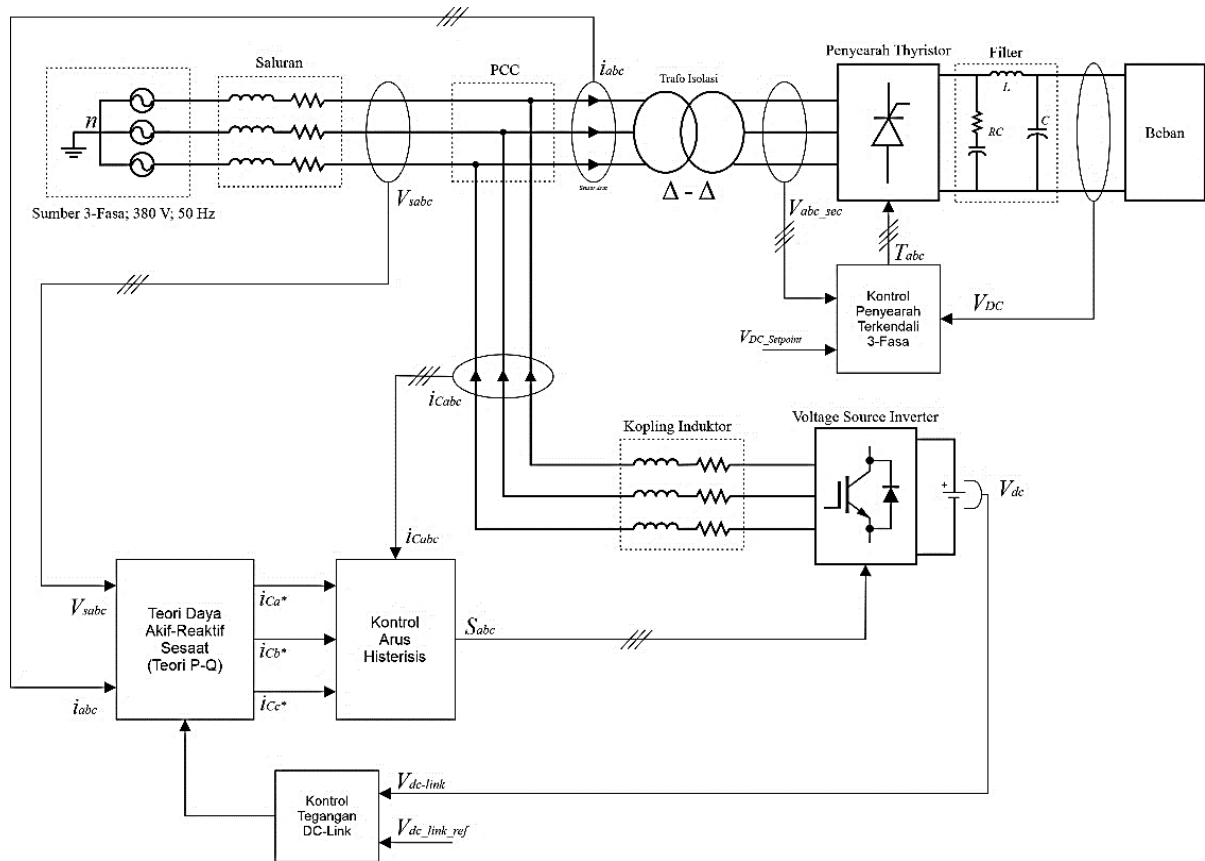 Saluran
PCC
i_abc
Trafo Isolasi
Penyearah Thyristor
Filter
n
L
RC
C
Beban
Sumber 3-Fasa; 380 V; 50 Hz
V_sabc
Δ - Δ
V_abc_sec
T_abc
Kontrol
Penyearah
Terkendali
3-Fasa
V_DC
V_DC_Setpoint
i_Cabc
Kopling Induktor
Voltage Source Inverter
+
V_dc
i_Cabc
V_sabc
i_abc
Teori Daya
Akif-Reaktif
Sesaat
(Teori P-Q)
i_Ca*
i_Cb*
i_Cc*
Kontrol
Arus
Histerisis
S_abc
Kontrol
Tegangan
DC-Link
V_dc-link
V_dc_link_ref